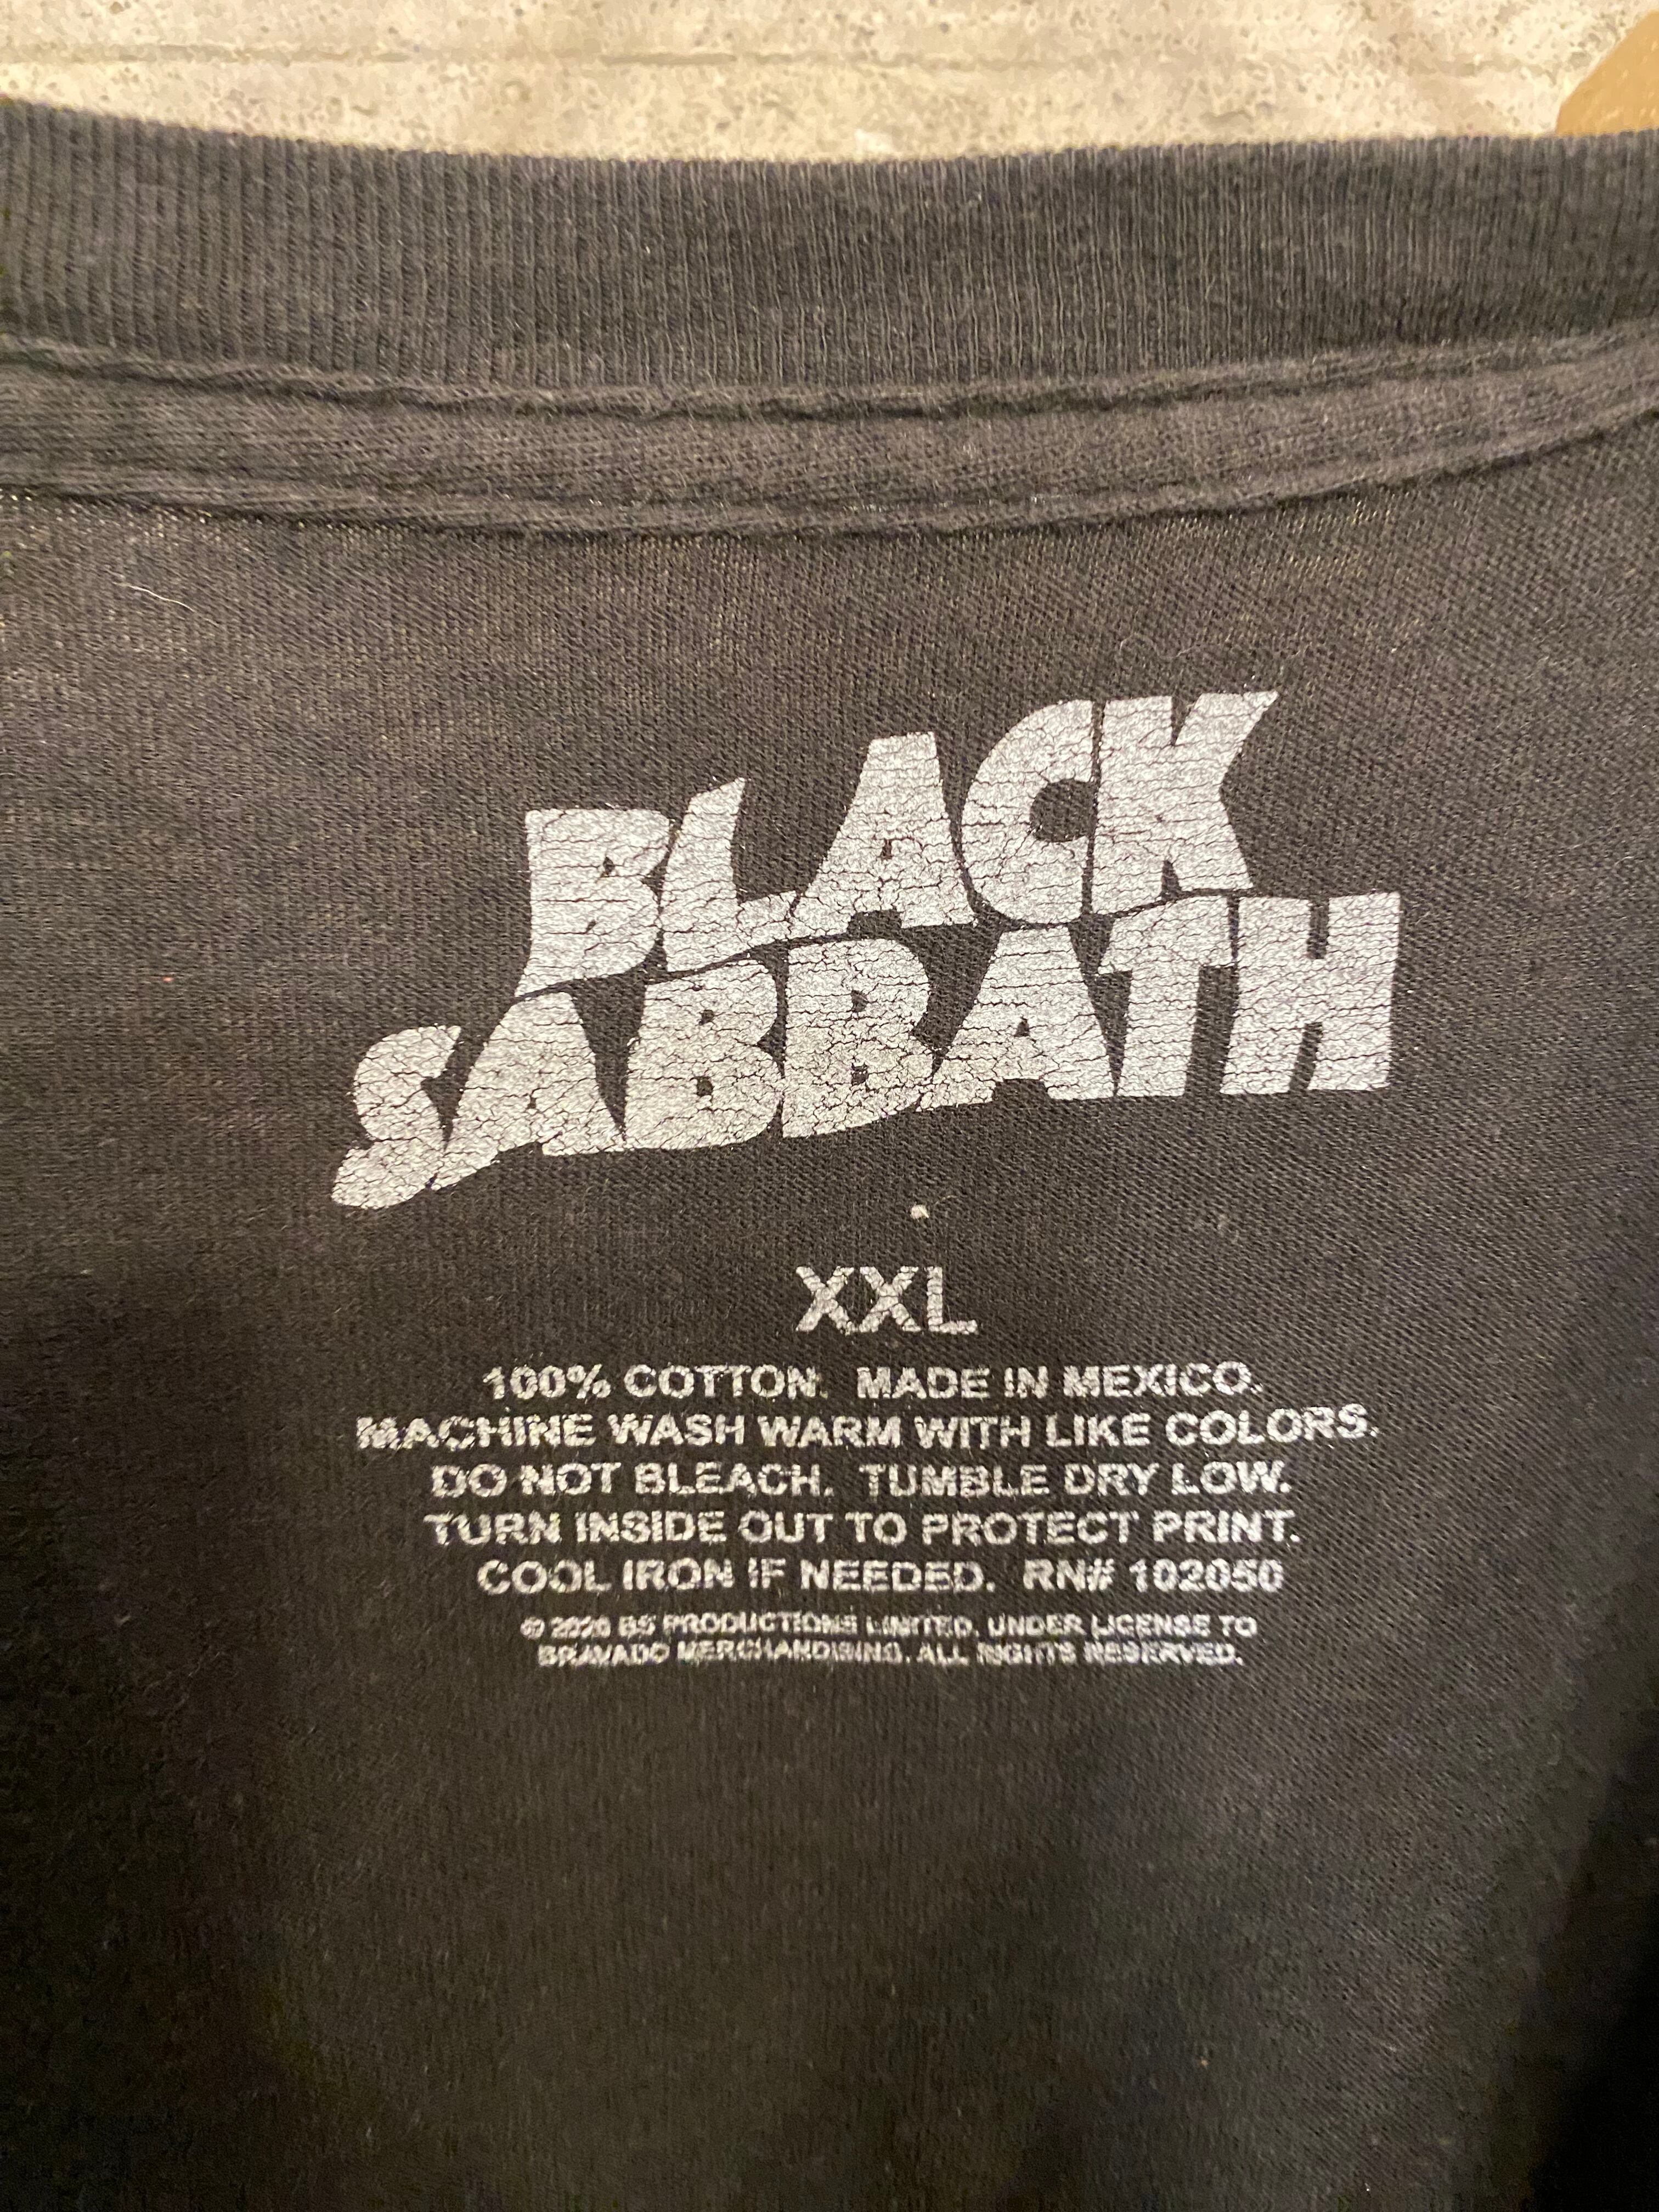 BLACK
SABBATH
XXL
100% COTTON. MADE IN MEXICO.
MACHINE WASH WARM WITH LIKE COLORS.
DO NOT BLEACH. TUMBLE DRY LOW.
TURN INSIDE OUT TO PROTECT PRINT.
COOL IRON IF NEEDED. RN# 102050
© 2020 BS PRODUCTIONS LIMITED. UNDER LICENSE TO
BRAVADO MERCHANDISING. ALL RIGHTS RESERVED.